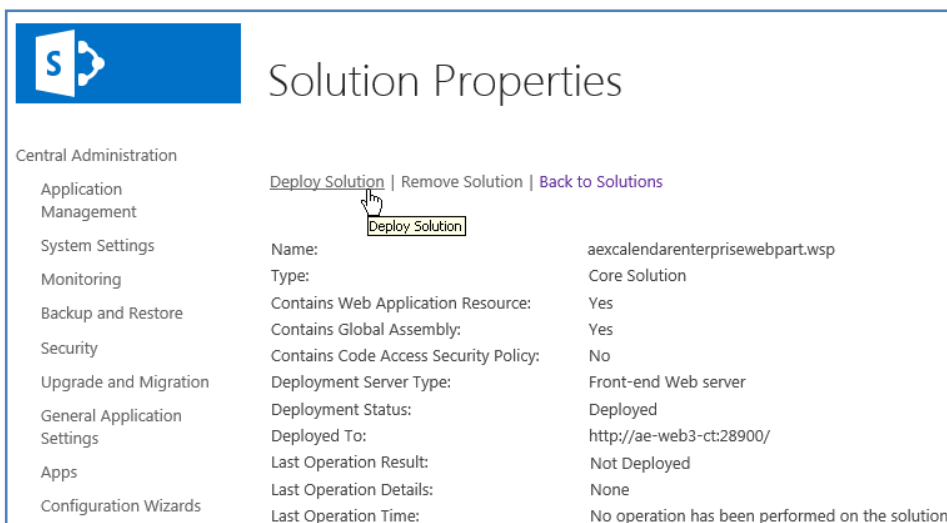 S
Solution Properties
Central Administration
Application
Management
System Settings
Monitoring
Backup and Restore
Security
Upgrade and Migration
General Application
Settings
Apps
Configuration Wizards
Deploy Solution | Remove Solution | Back to Solutions
Deploy Solution
Name: aexcalendarenterprisewebpart.wsp
Type: Core Solution
Contains Web Application Resource: Yes
Contains Global Assembly: Yes
Contains Code Access Security Policy: No
Deployment Server Type: Front-end Web server
Deployment Status: Deployed
Deployed To: http://ae-web3-ct:28900/
Last Operation Result: Not Deployed
Last Operation Details: None
Last Operation Time: No operation has been performed on the solution